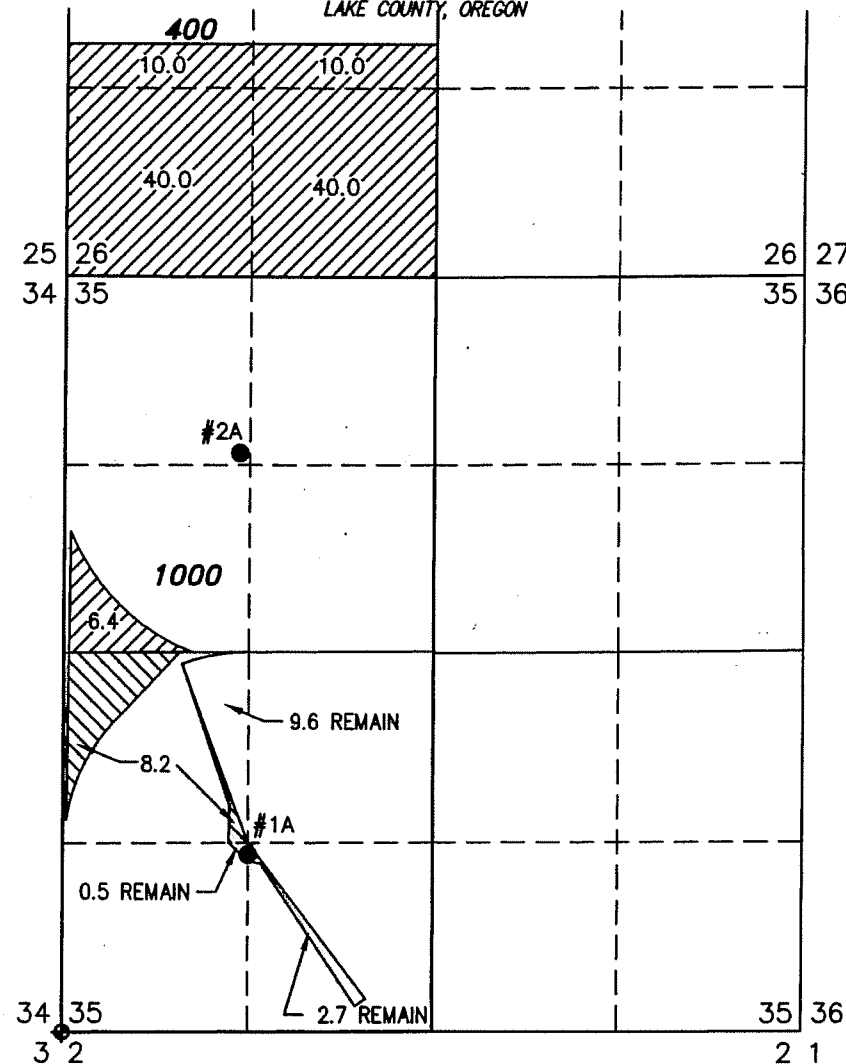 LAKE COUNTY, OREGON
400
10.0 10.0
40.0 40.0
25 26 26 27
34 35 35 36
#2A
1000
6.4
9.6 REMAIN
8.2
#1A
0.5 REMAIN
2.7 REMAIN
34 35 35 36
3 2 2 1